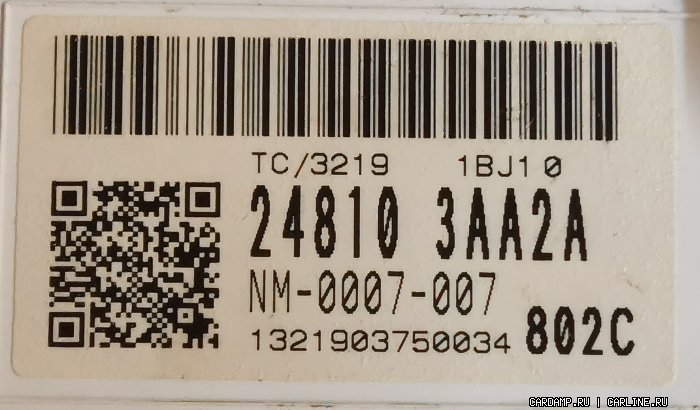 TC/3219 1BJ10
24810 3AA2A
NM-0007-007
1321903750034 802C
CARDAMP.RU | CARLINE.RU